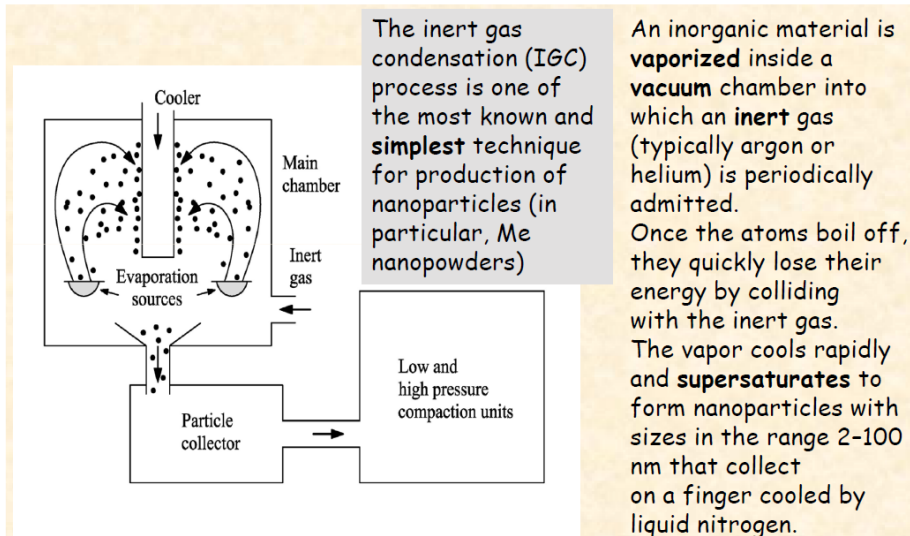 The inert gas
condensation (IGC)
process is one of
the most known and
simplest technique
for production of
nanoparticles (in
particular, Me
nanopowders)
An inorganic material is
vaporized inside a
vacuum chamber into
which an inert gas
(typically argon or
helium) is periodically
admitted.
Once the atoms boil off,
they quickly lose their
energy by colliding
with the inert gas.
The vapor cools rapidly
and supersaturates to
form nanoparticles with
sizes in the range 2–100
nm that collect
on a finger cooled by
liquid nitrogen.
Cooler
Main
chamber
Inert
gas
Evaporation
sources
Particle
collector
Low and
high pressure
compaction units